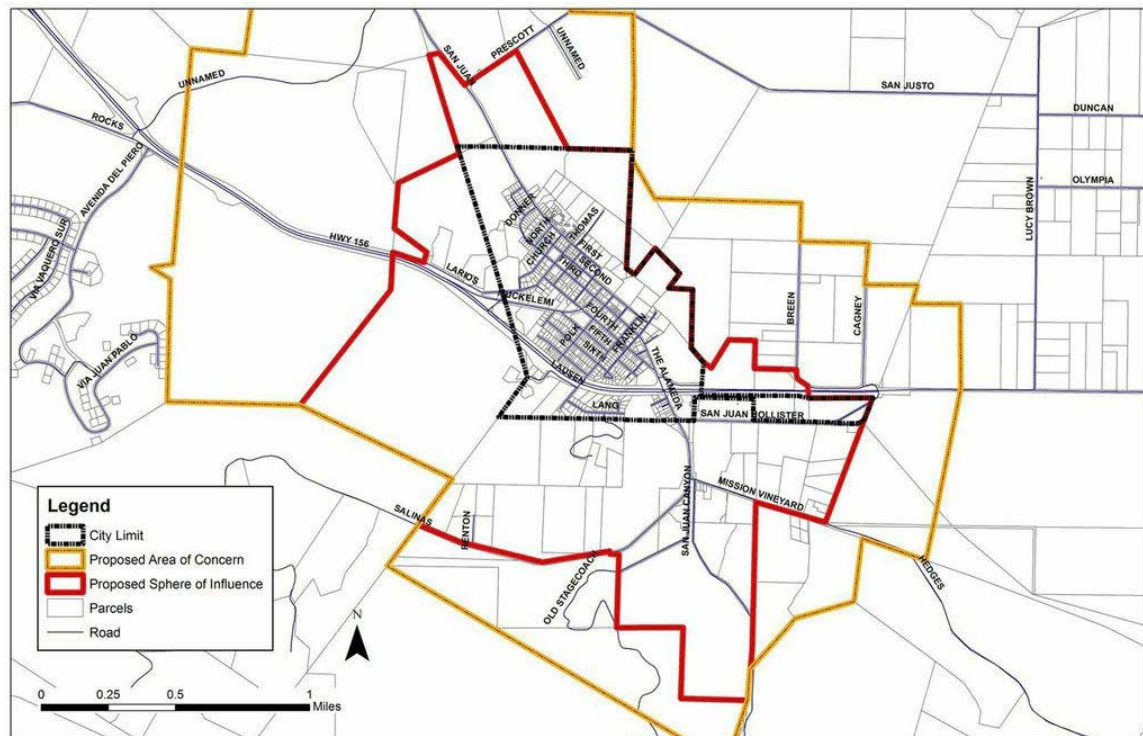 SAN JUAN
PRESCOTT
UNNAMED
UNNAMED
SAN JUSTO
DUNCAN
ROCKS
AVENIDA DEL PIERO
OLYMPIA
LUCY BROWN
DONNER
NORTH
THOMAS
CHURCH
FIRST
SECOND
THIRD
VIA VAQUERO SUR
HWY 156
LARIOS
FOURTH
FIFTH
SIXTH
FRANKLIN
POLK
BREEN
CAGNEY
VIA JUAN PABLO
LAUSEN
THE ALAMEDA
LANG
SAN JUAN HOLLISTER
MISSION VINEYARD
SAN JUAN CANYON
SALINAS
OLD STAGECOACH
HEDGES
Legend
City Limit
Proposed Area of Concern
Proposed Sphere of Influence
Parcels
Road
N
0 0.25 0.5 1
Miles